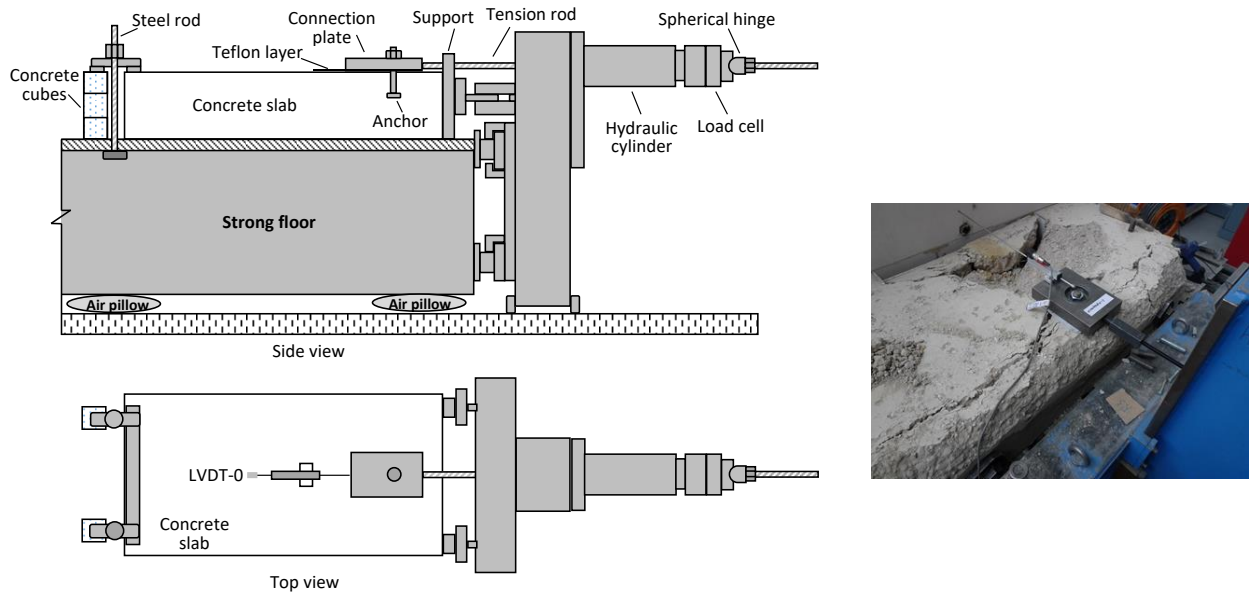 Steel rod
Connection
plate
Support
Tension rod
Spherical hinge
Teflon layer
Concrete
cubes
Concrete slab
Anchor
Hydraulic
cylinder
Load cell
Strong floor
Air pillow
Air pillow
Side view
LVDT-0
Concrete
slab
Top view